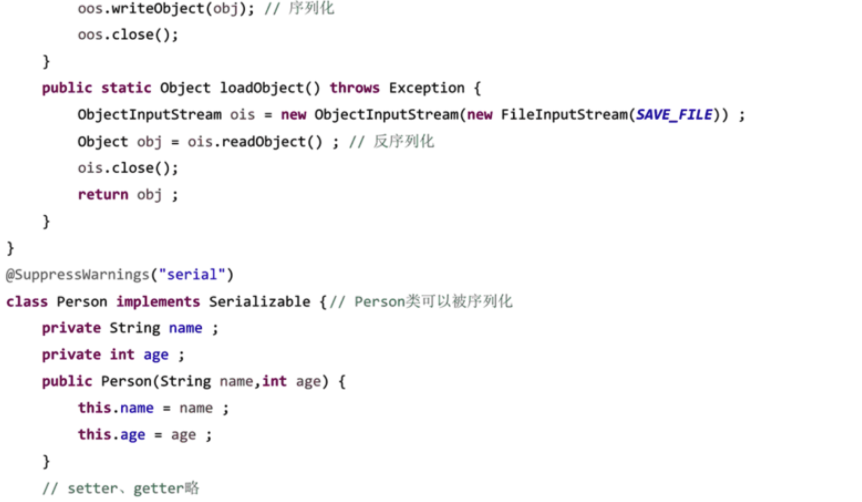 oos.writeObject(obj); // 序列化
oos.close();
}
public static Object loadObject() throws Exception {
ObjectInputStream ois = new ObjectInputStream(new FileInputStream(SAVE_FILE)) ;
Object obj = ois.readObject() ; // 反序列化
ois.close();
return obj ;
}
}
@SuppressWarnings("serial")
class Person implements Serializable {// Person类可以被序列化
private String name ;
private int age ;
public Person(String name,int age) {
this.name = name ;
this.age = age ;
}
// setter、getter略